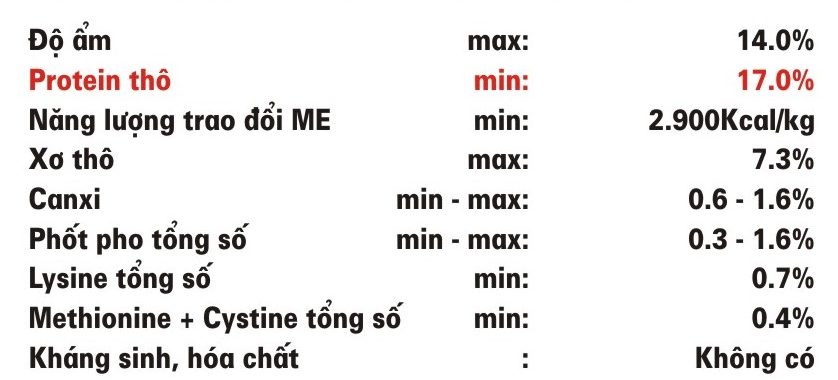 Độ ẩm max: 14.0%
Protein thô min: 17.0%
Năng lượng trao đổi ME min: 2.900Kcal/kg
Xơ thô max: 7.3%
Canxi min - max: 0.6 - 1.6%
Phốt pho tổng số min - max: 0.3 - 1.6%
Lysine tổng số min: 0.7%
Methionine + Cystine tổng số min: 0.4%
Kháng sinh, hóa chất : Không có